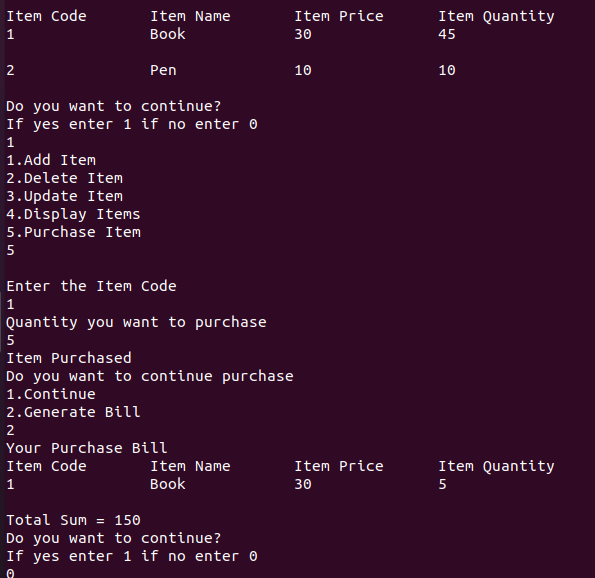 Item Code Item Name Item Price Item Quantity
1 Book 30 45
2 Pen 10 10
Do you want to continue?
If yes enter 1 if no enter 0
1
1.Add Item
2.Delete Item
3.Update Item
4.Display Items
5.Purchase Item
5
Enter the Item Code
1
Quantity you want to purchase
5
Item Purchased
Do you want to continue purchase
1.Continue
2.Generate Bill
2
Your Purchase Bill
Item Code Item Name Item Price Item Quantity
1 Book 30 5
Total Sum = 150
Do you want to continue?
If yes enter 1 if no enter 0
0